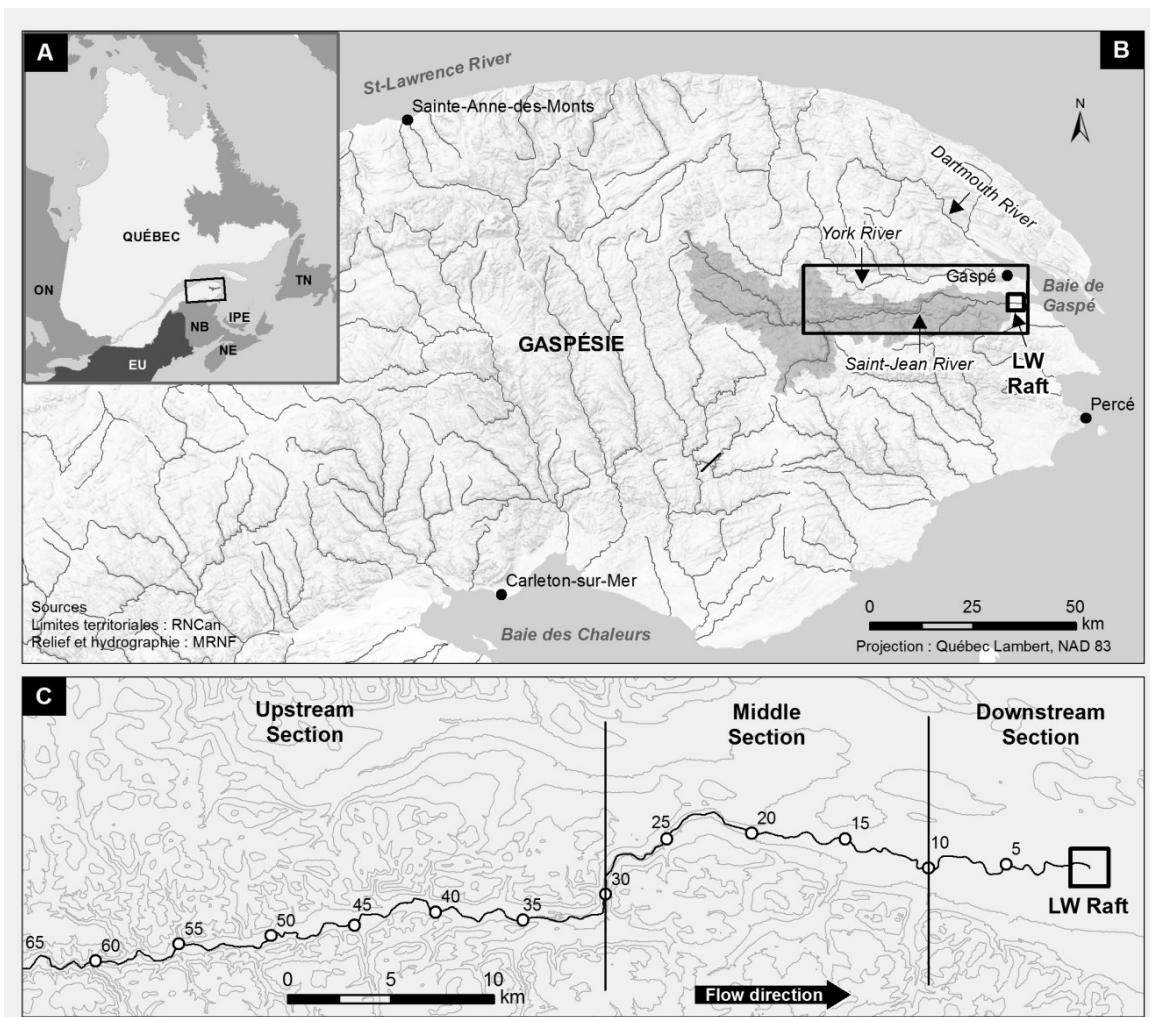 A
QUÉBEC
ON
TN
NB
IPE
NE
EU
B
St-Lawrence River
Sainte-Anne-des-Monts
N
Dartmouth River
York River
Gaspé
Baie de
Gaspé
GASPÉSIE
Saint-Jean River
LW
Raft
Percé
Carleton-sur-Mer
Baie des Chaleurs
Sources
Limites territoriales : RNCan
Relief et hydrographie : MRNF
0 25 50
km
Projection : Québec Lambert, NAD 83
C
Upstream
Section
Middle
Section
Downstream
Section
65
60
55
50
45
40
35
30
25
20
15
10
5
LW Raft
0 5 10
km
Flow direction